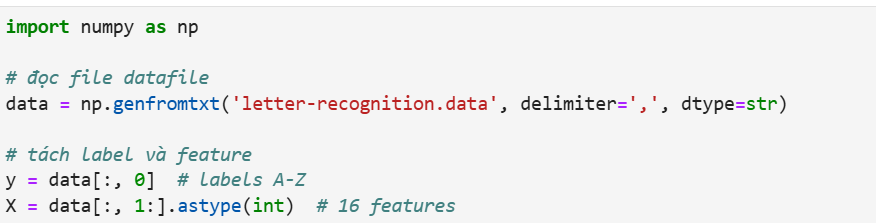 import numpy as np
# đọc file datafile
data = np.genfromtxt('letter-recognition.data', delimiter=',', dtype=str)
# tách label và feature
y = data[:, 0]  # labels A-Z
X = data[:, 1:].astype(int)  # 16 features